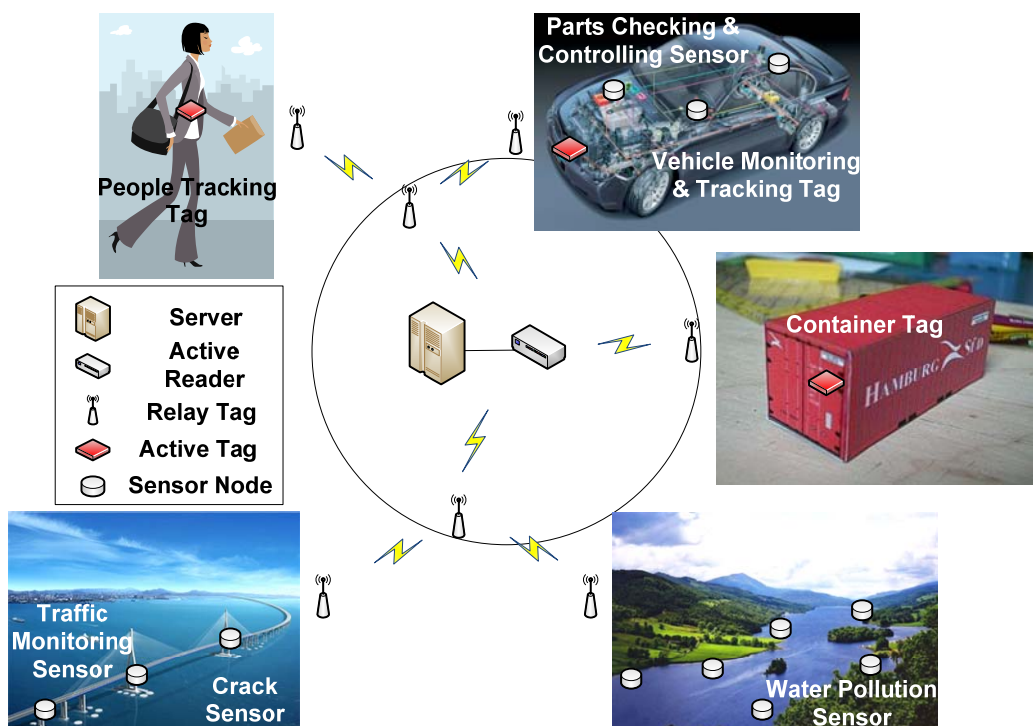 Parts Checking &
Controlling Sensor
Vehicle Monitoring
& Tracking Tag
People Tracking
Tag
Server
Active
Reader
Relay Tag
Active Tag
Sensor Node
Container Tag
HAMBURG SÜD
Traffic
Monitoring
Sensor
Crack
Sensor
Water Pollution
Sensor